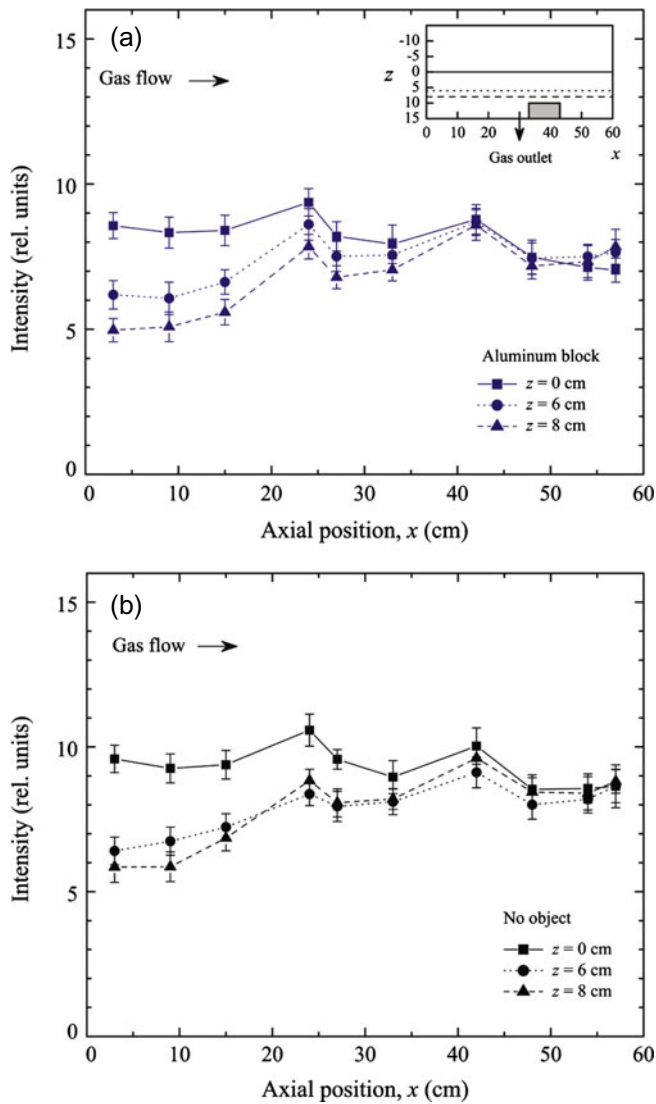 (a)
Gas flow
z
-15
-10
-5
0
5
10
15
0 10 20 30 40 50 60
x
Gas outlet
15
10
5
0
Intensity (rel. units)
Aluminum block
z = 0 cm
z = 6 cm
z = 8 cm
0 10 20 30 40 50 60
Axial position, x (cm)
(b)
Gas flow
15
10
5
0
Intensity (rel. units)
No object
z = 0 cm
z = 6 cm
z = 8 cm
0 10 20 30 40 50 60
Axial position, x (cm)